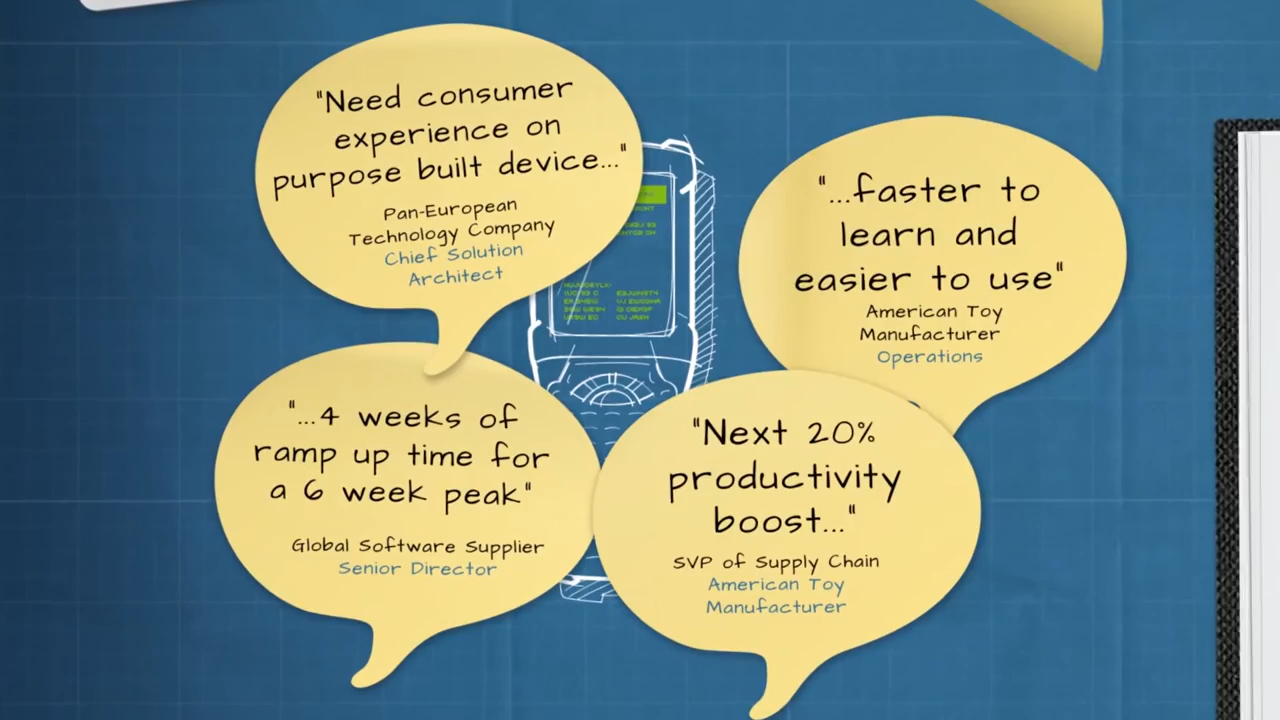 "Need consumer
experience on
purpose built device..."
Pan-European
Technology Company
Chief Solution
Architect
"...faster to
learn and
easier to use"
American Toy
Manufacturer
Operations
"...4 weeks of
ramp up time for
a 6 week peak"
Global Software Supplier
Senior Director
"Next 20%
productivity
boost..."
SVP of Supply Chain
American Toy
Manufacturer